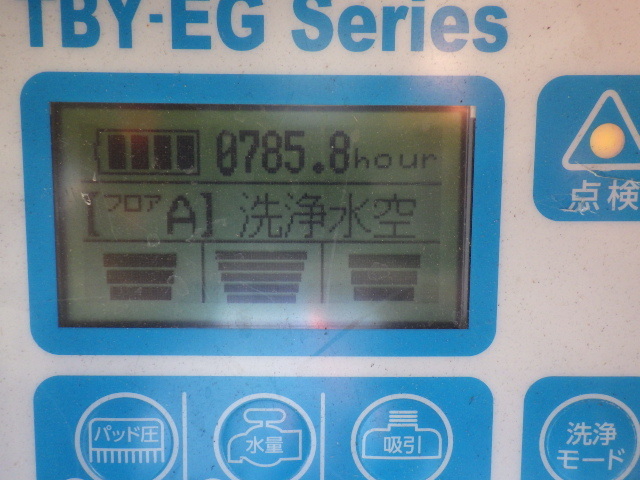 TBY-EG Series
0785.8hour
【フロアA】洗浄水空
点検
パッド圧
水量
吸引
洗浄
モード